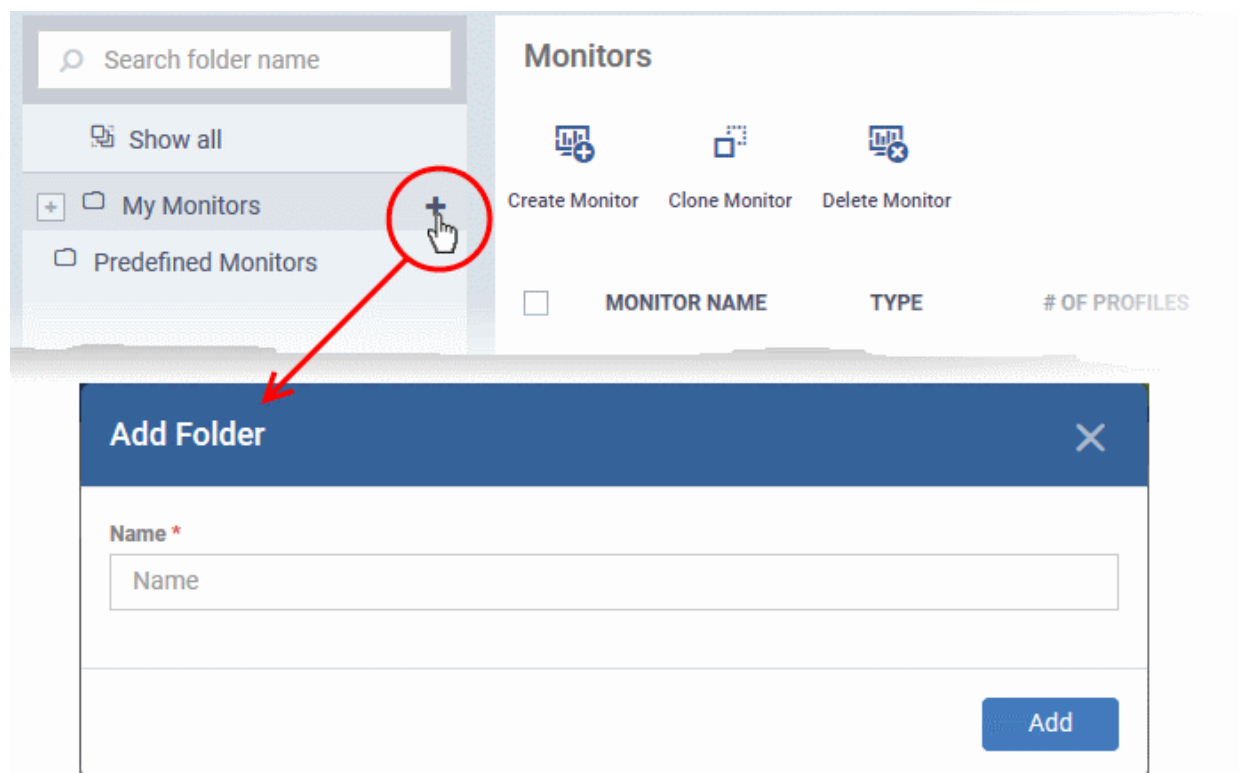 Search folder name
Show all
My Monitors
Predefined Monitors
Monitors
Create Monitor Clone Monitor Delete Monitor
MONITOR NAME TYPE # OF PROFILES
Add Folder
Name *
Name
Add